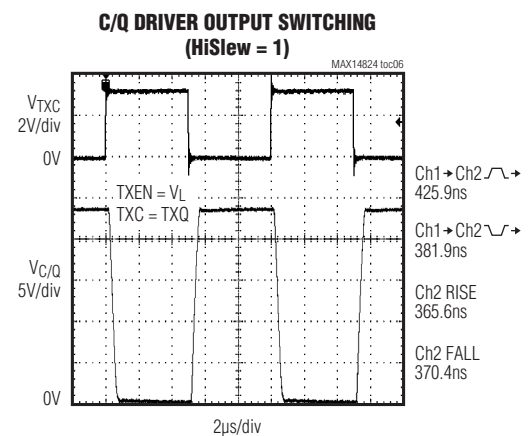 C/Q DRIVER OUTPUT SWITCHING
(HiSlew = 1)
MAX14824 toc06
VTXC
2V/div
0V
TXEN = VL
TXC = TXQ
VC/Q
5V/div
0V
Ch1→Ch2 →
425.9ns
Ch1→Ch2 →
381.9ns
Ch2 RISE
365.6ns
Ch2 FALL
370.4ns
2µs/div